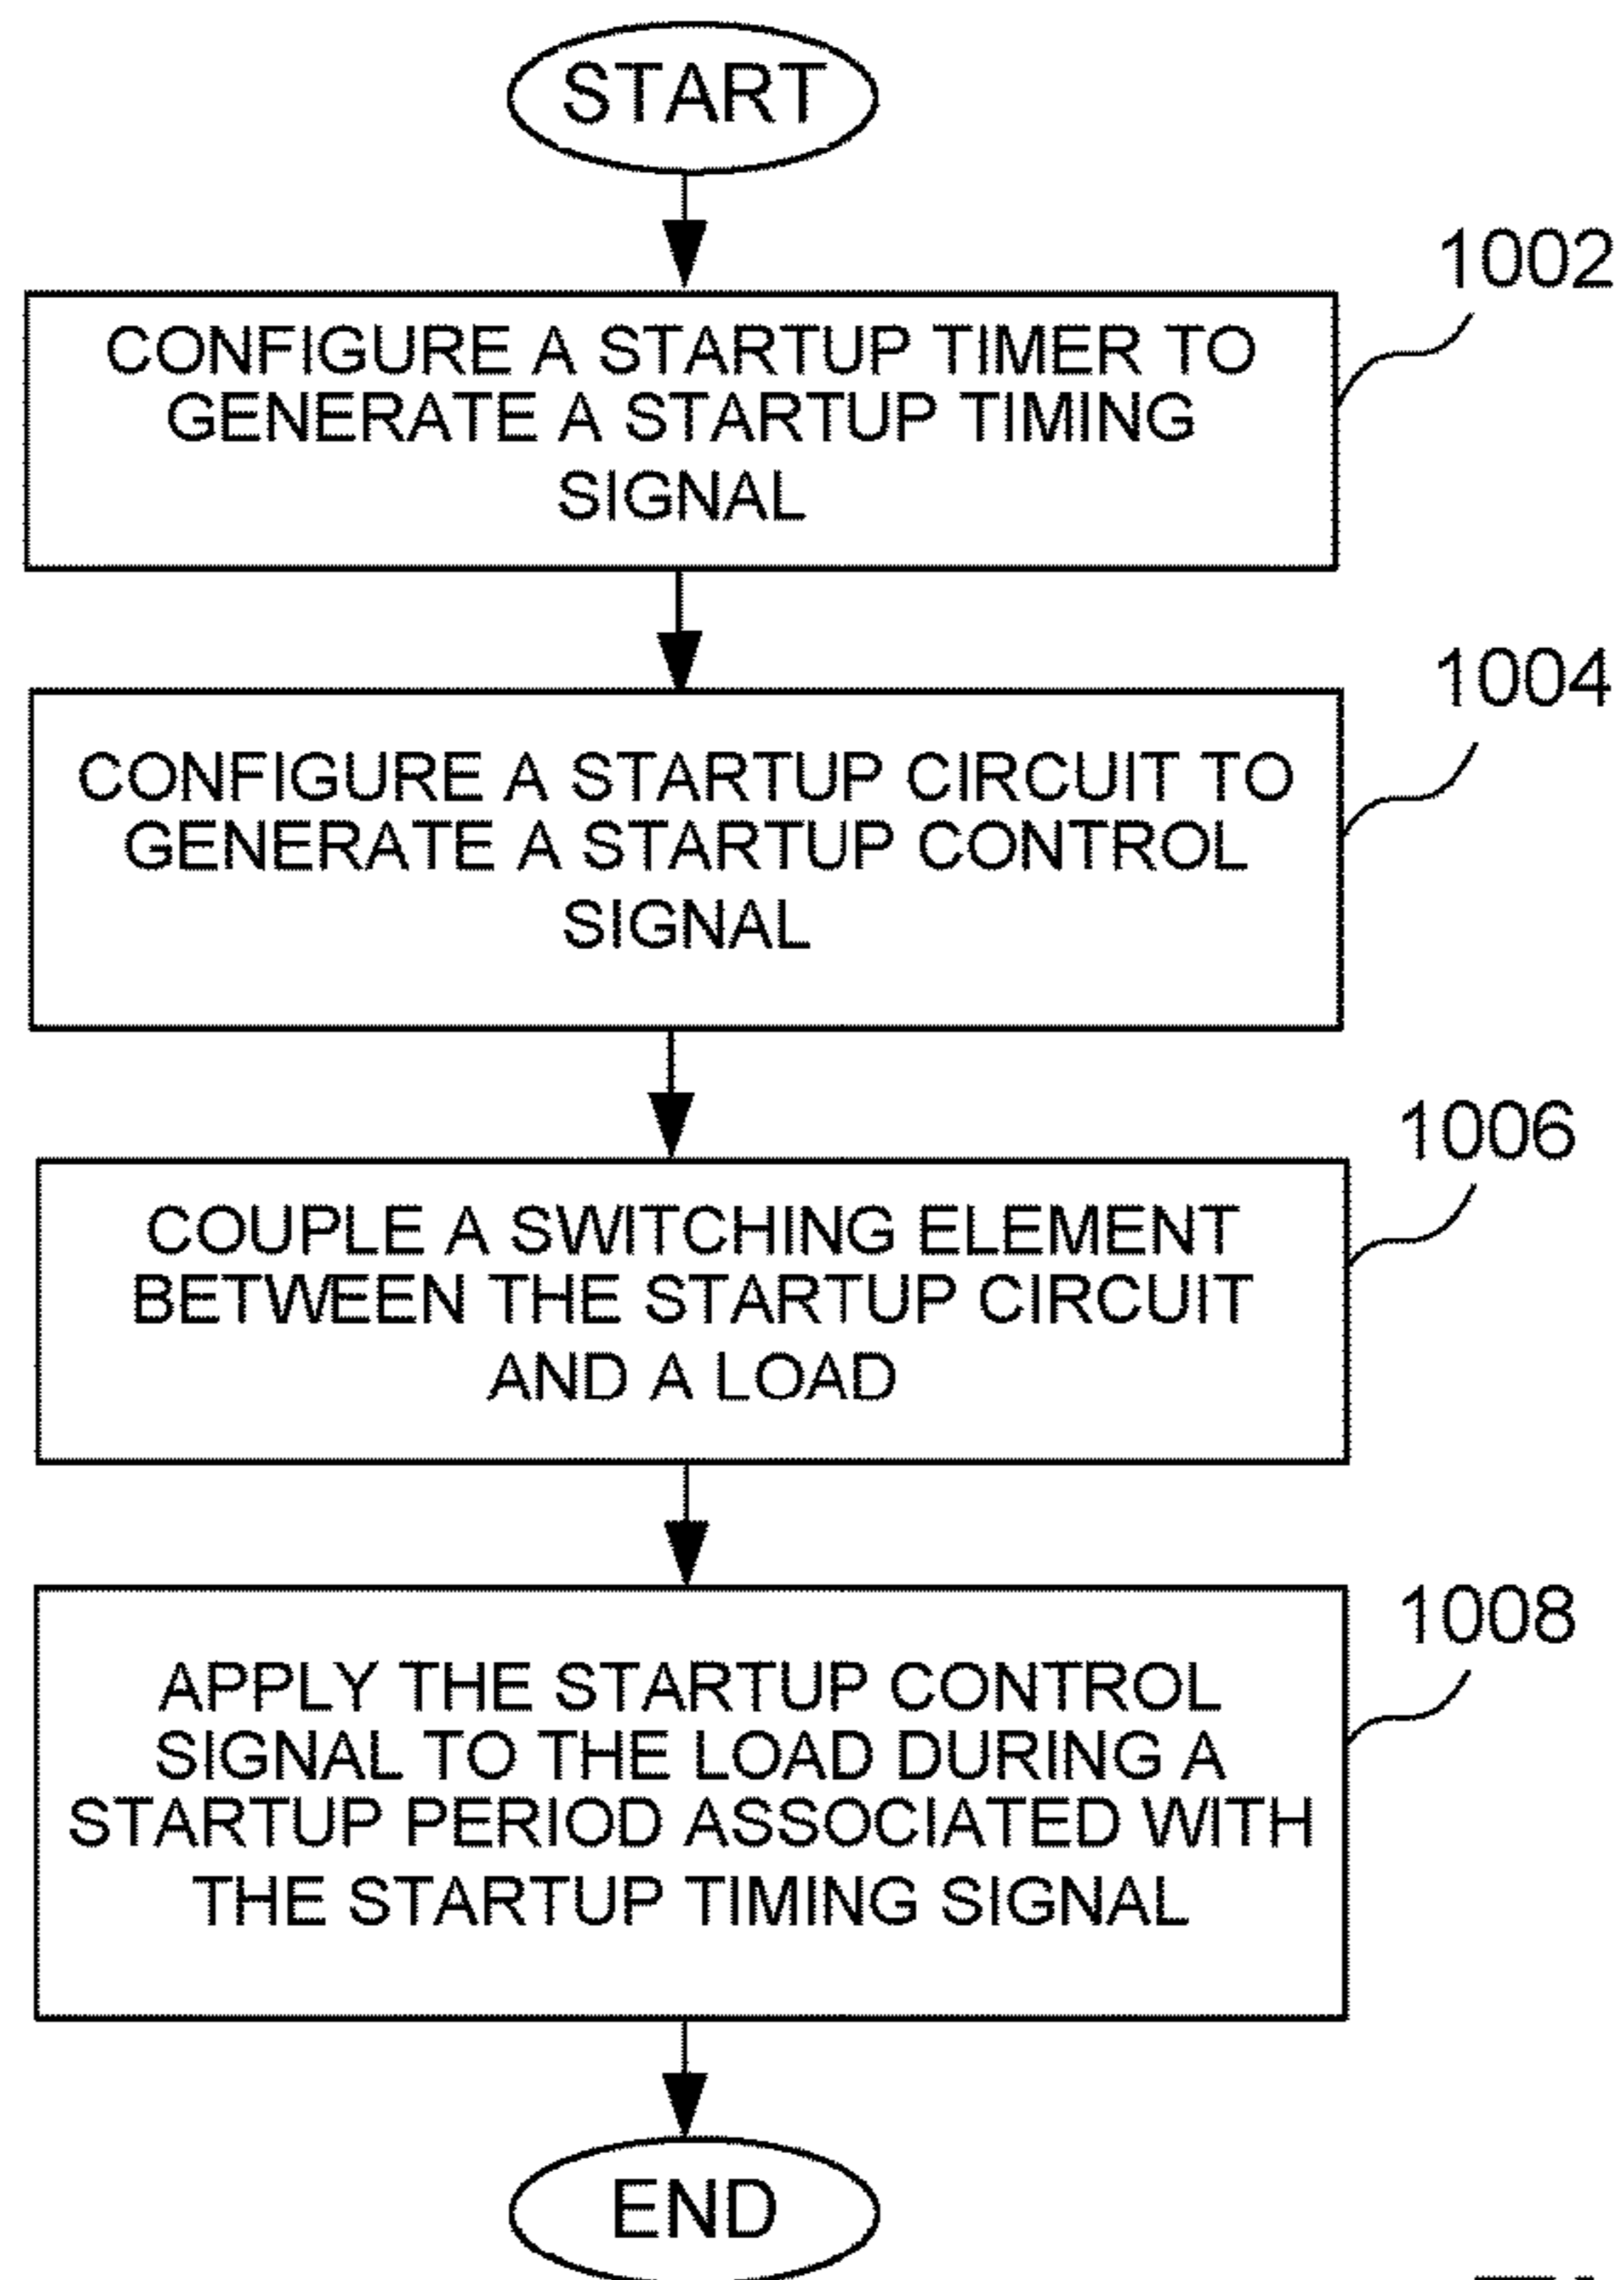 START
1002
CONFIGURE A STARTUP TIMER TO
GENERATE A STARTUP TIMING
SIGNAL
1004
CONFIGURE A STARTUP CIRCUIT TO
GENERATE A STARTUP CONTROL
SIGNAL
1006
COUPLE A SWITCHING ELEMENT
BETWEEN THE STARTUP CIRCUIT
AND A LOAD
1008
APPLY THE STARTUP CONTROL
SIGNAL TO THE LOAD DURING A
STARTUP PERIOD ASSOCIATED WITH
THE STARTUP TIMING SIGNAL
END